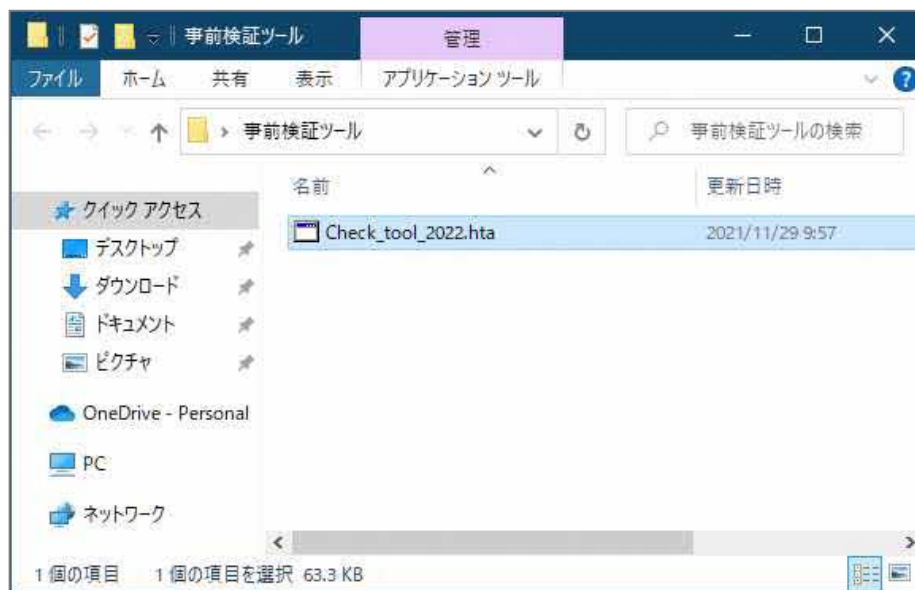 事前検証ツール
管理
ファイル ホーム 共有 表示 アプリケーション ツール
事前検証ツール
事前検証ツールの検索
名前
更新日時
クイック アクセス
Check_tool_2022.hta 2021/11/29 9:57
デスクトップ
ダウンロード
ドキュメント
ピクチャ
OneDrive - Personal
PC
ネットワーク
1 個の項目 1 個の項目を選択 63.3 KB